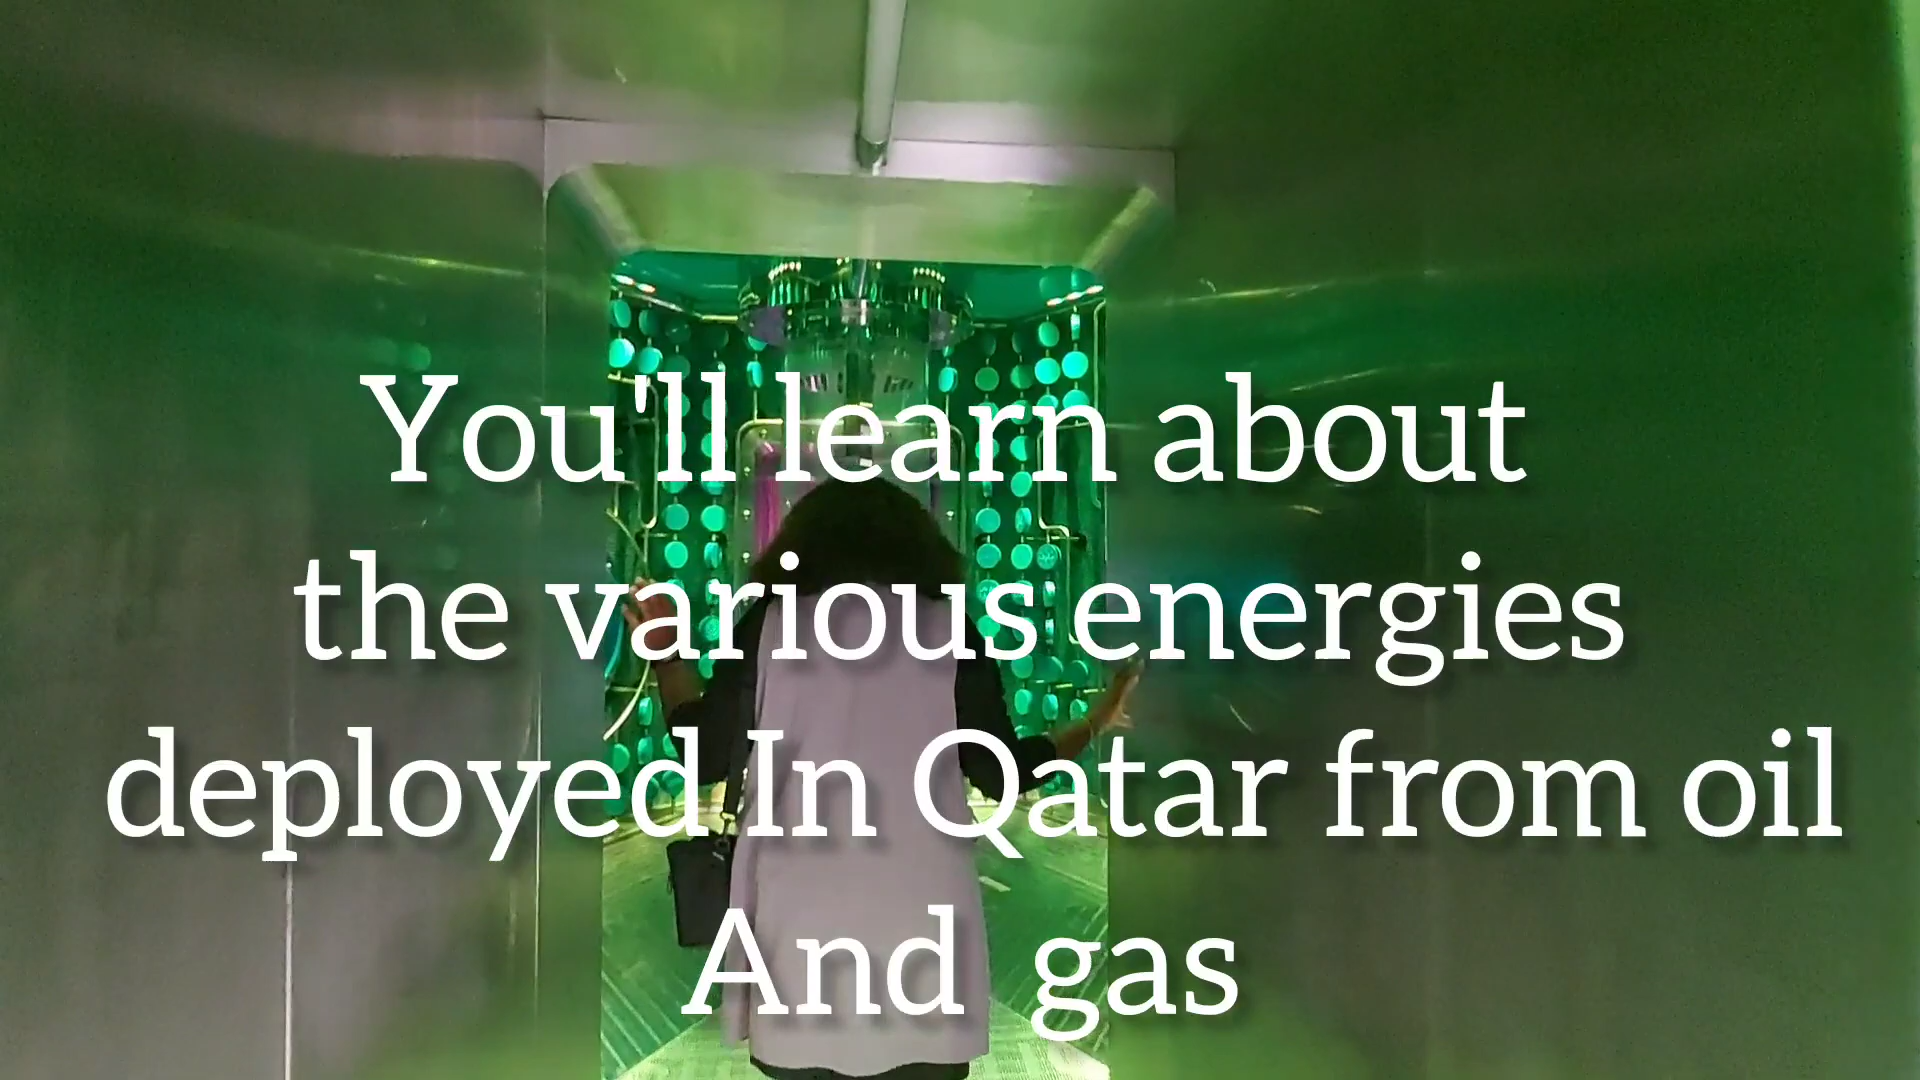 You'll learn about
the various energies
deployed In Qatar from oil
And gas